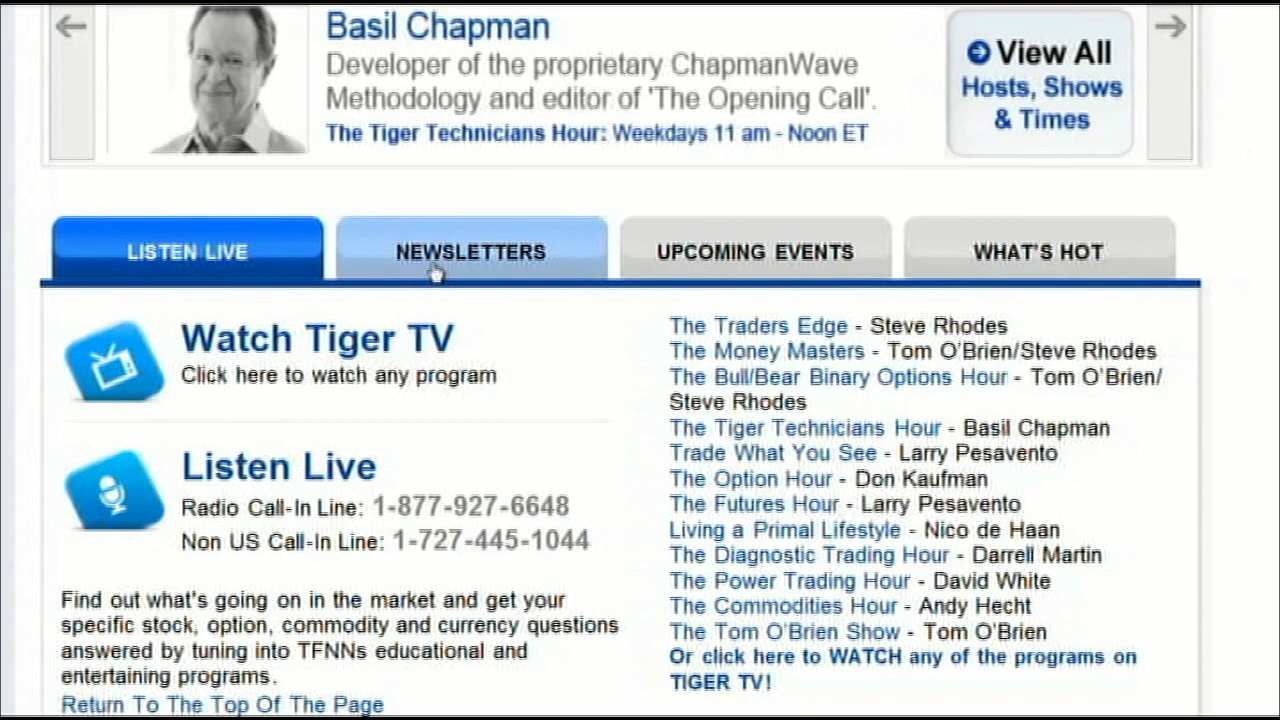 Basil Chapman
Developer of the proprietary ChapmanWave
Methodology and editor of 'The Opening Call'.
The Tiger Technicians Hour: Weekdays 11 am - Noon ET
View All
Hosts, Shows
& Times
LISTEN LIVE
NEWSLETTERS
UPCOMING EVENTS
WHAT'S HOT
Watch Tiger TV
Click here to watch any program
Listen Live
Radio Call-In Line: 1-877-927-6648
Non US Call-In Line: 1-727-445-1044
Find out what's going on in the market and get your
specific stock, option, commodity and currency questions
answered by tuning into TFNNs educational and
entertaining programs.
Return To The Top Of The Page
The Traders Edge - Steve Rhodes
The Money Masters - Tom O'Brien/Steve Rhodes
The Bull/Bear Binary Options Hour - Tom O'Brien/
Steve Rhodes
The Tiger Technicians Hour - Basil Chapman
Trade What You See - Larry Pesavento
The Option Hour - Don Kaufman
The Futures Hour - Larry Pesavento
Living a Primal Lifestyle - Nico de Haan
The Diagnostic Trading Hour - Darrell Martin
The Power Trading Hour - David White
The Commodities Hour - Andy Hecht
The Tom O'Brien Show - Tom O'Brien
Or click here to WATCH any of the programs on
TIGER TV!